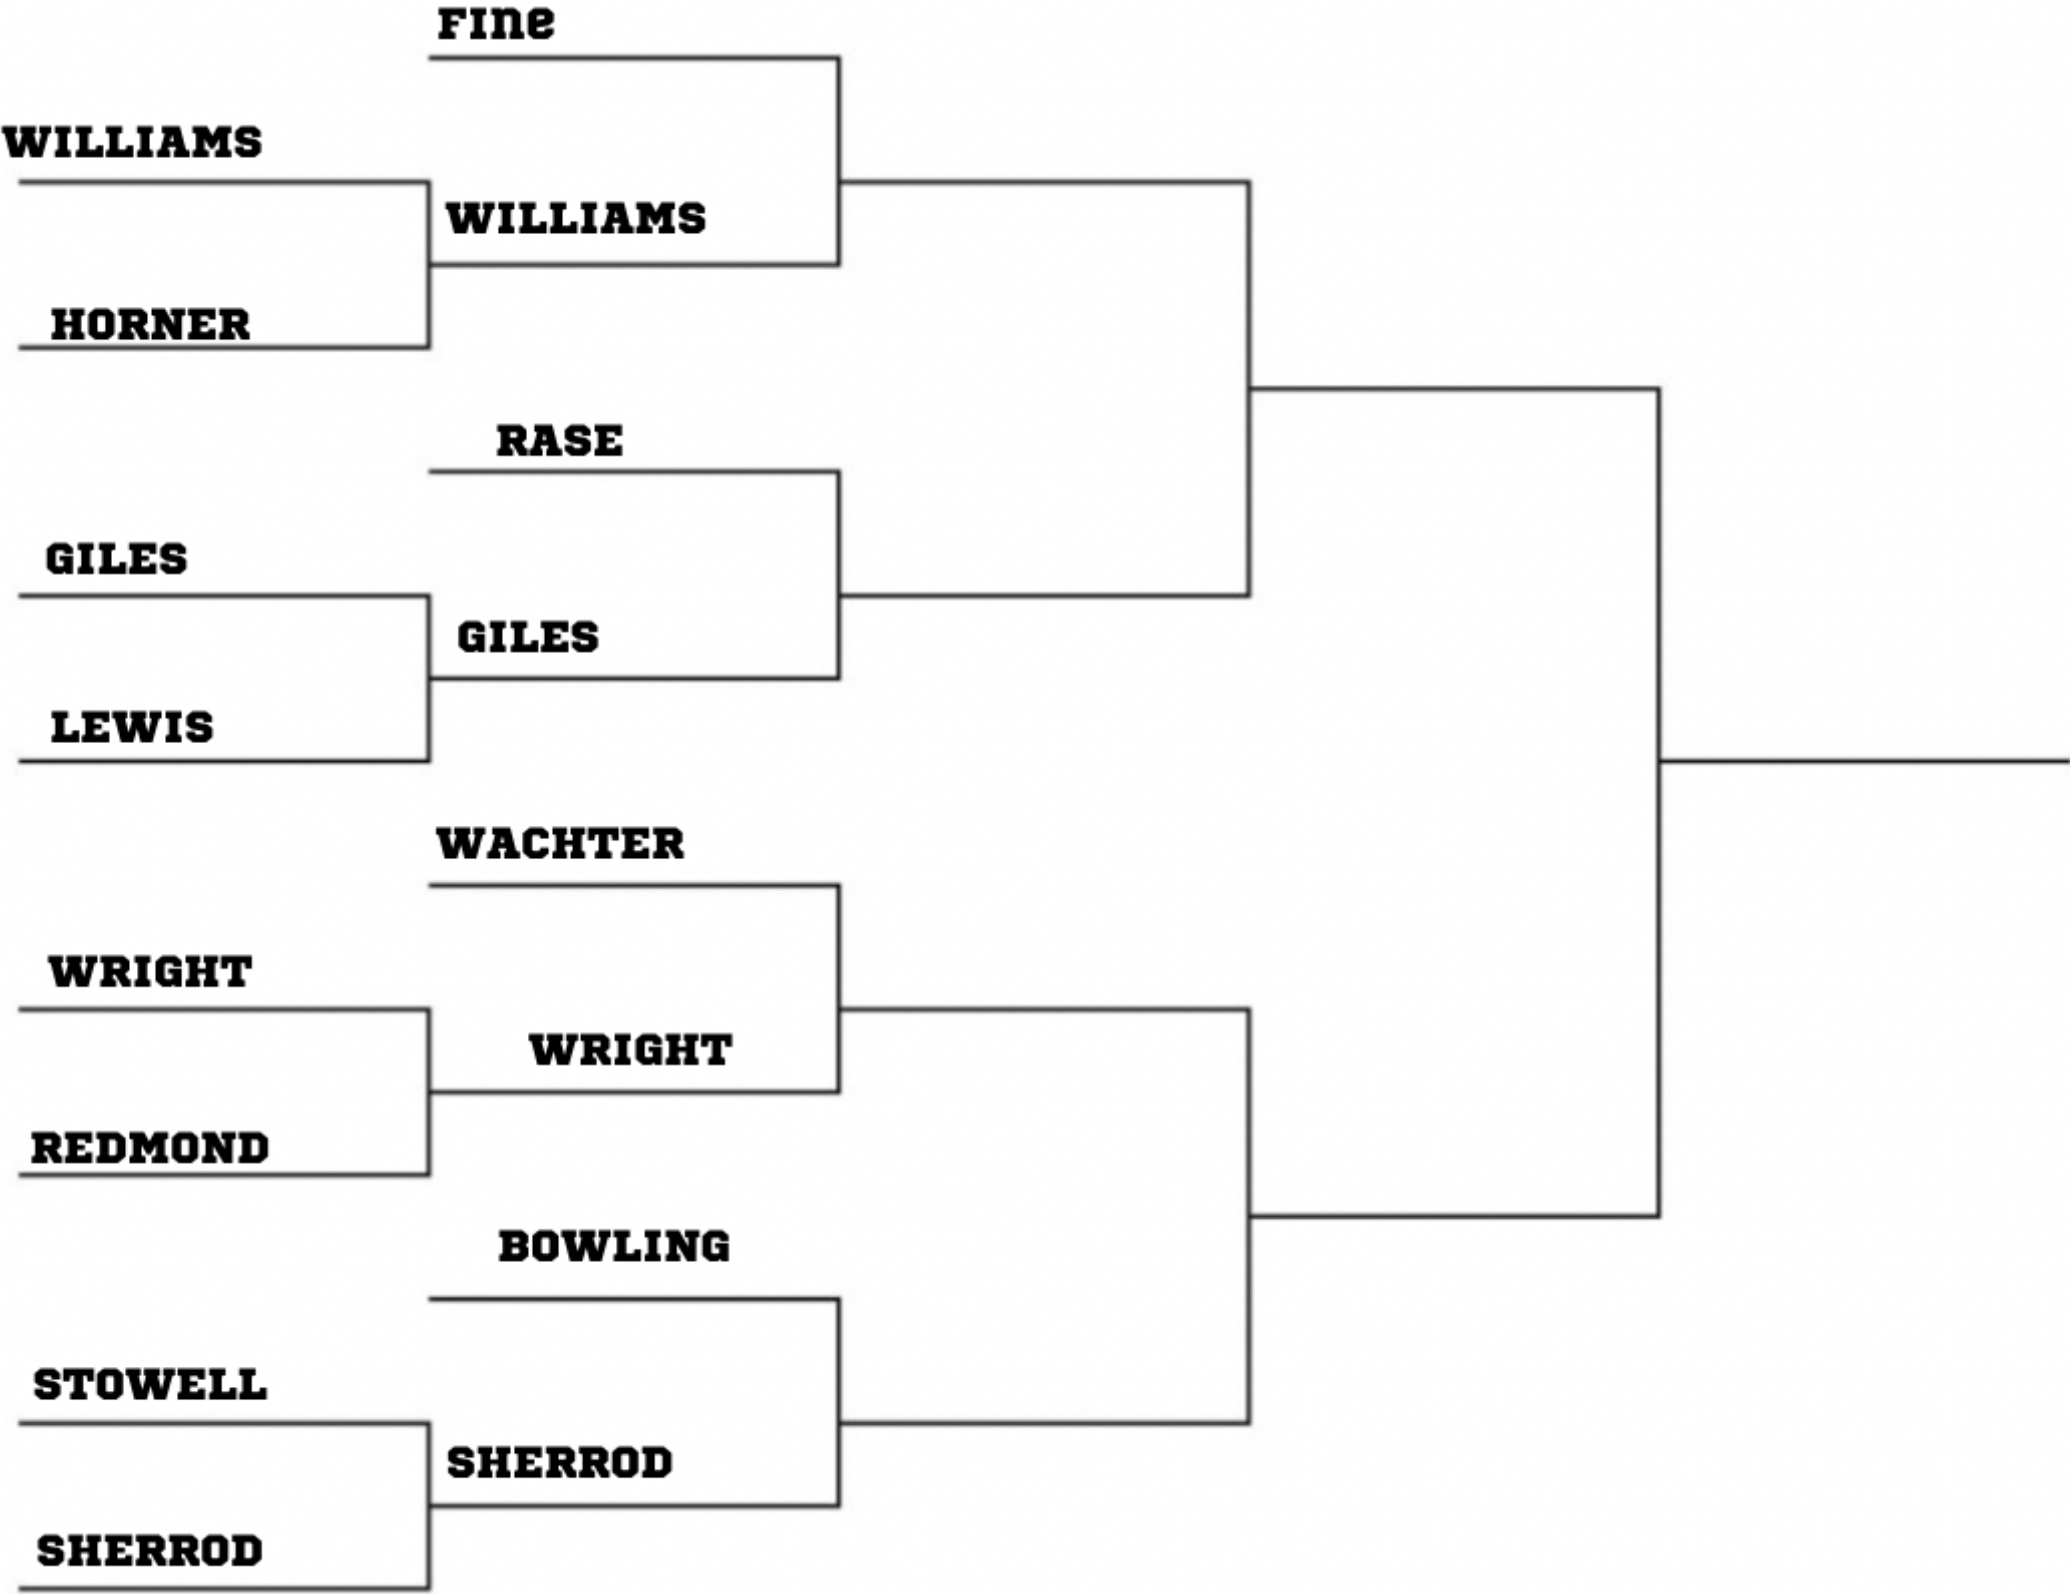 Fine
WILLIAMS
WILLIAMS
HORNER
RASE
GILES
GILES
LEWIS
WACHTER
WRIGHT
WRIGHT
REDMOND
BOWLING
STOWELL
SHERROD
SHERROD